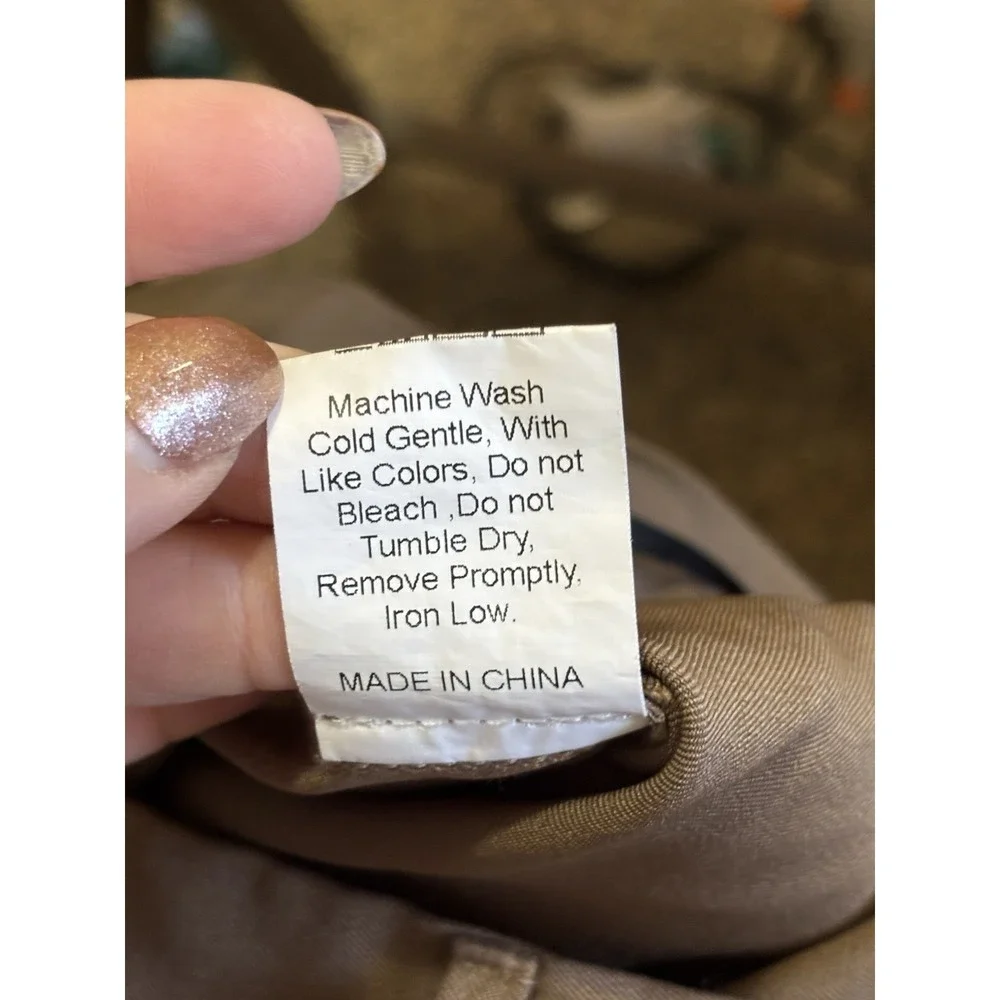 Machine Wash
Cold Gentle, With
Like Colors, Do not
Bleach ,Do not
Tumble Dry,
Remove Promptly.
Iron Low.
MADE IN CHINA